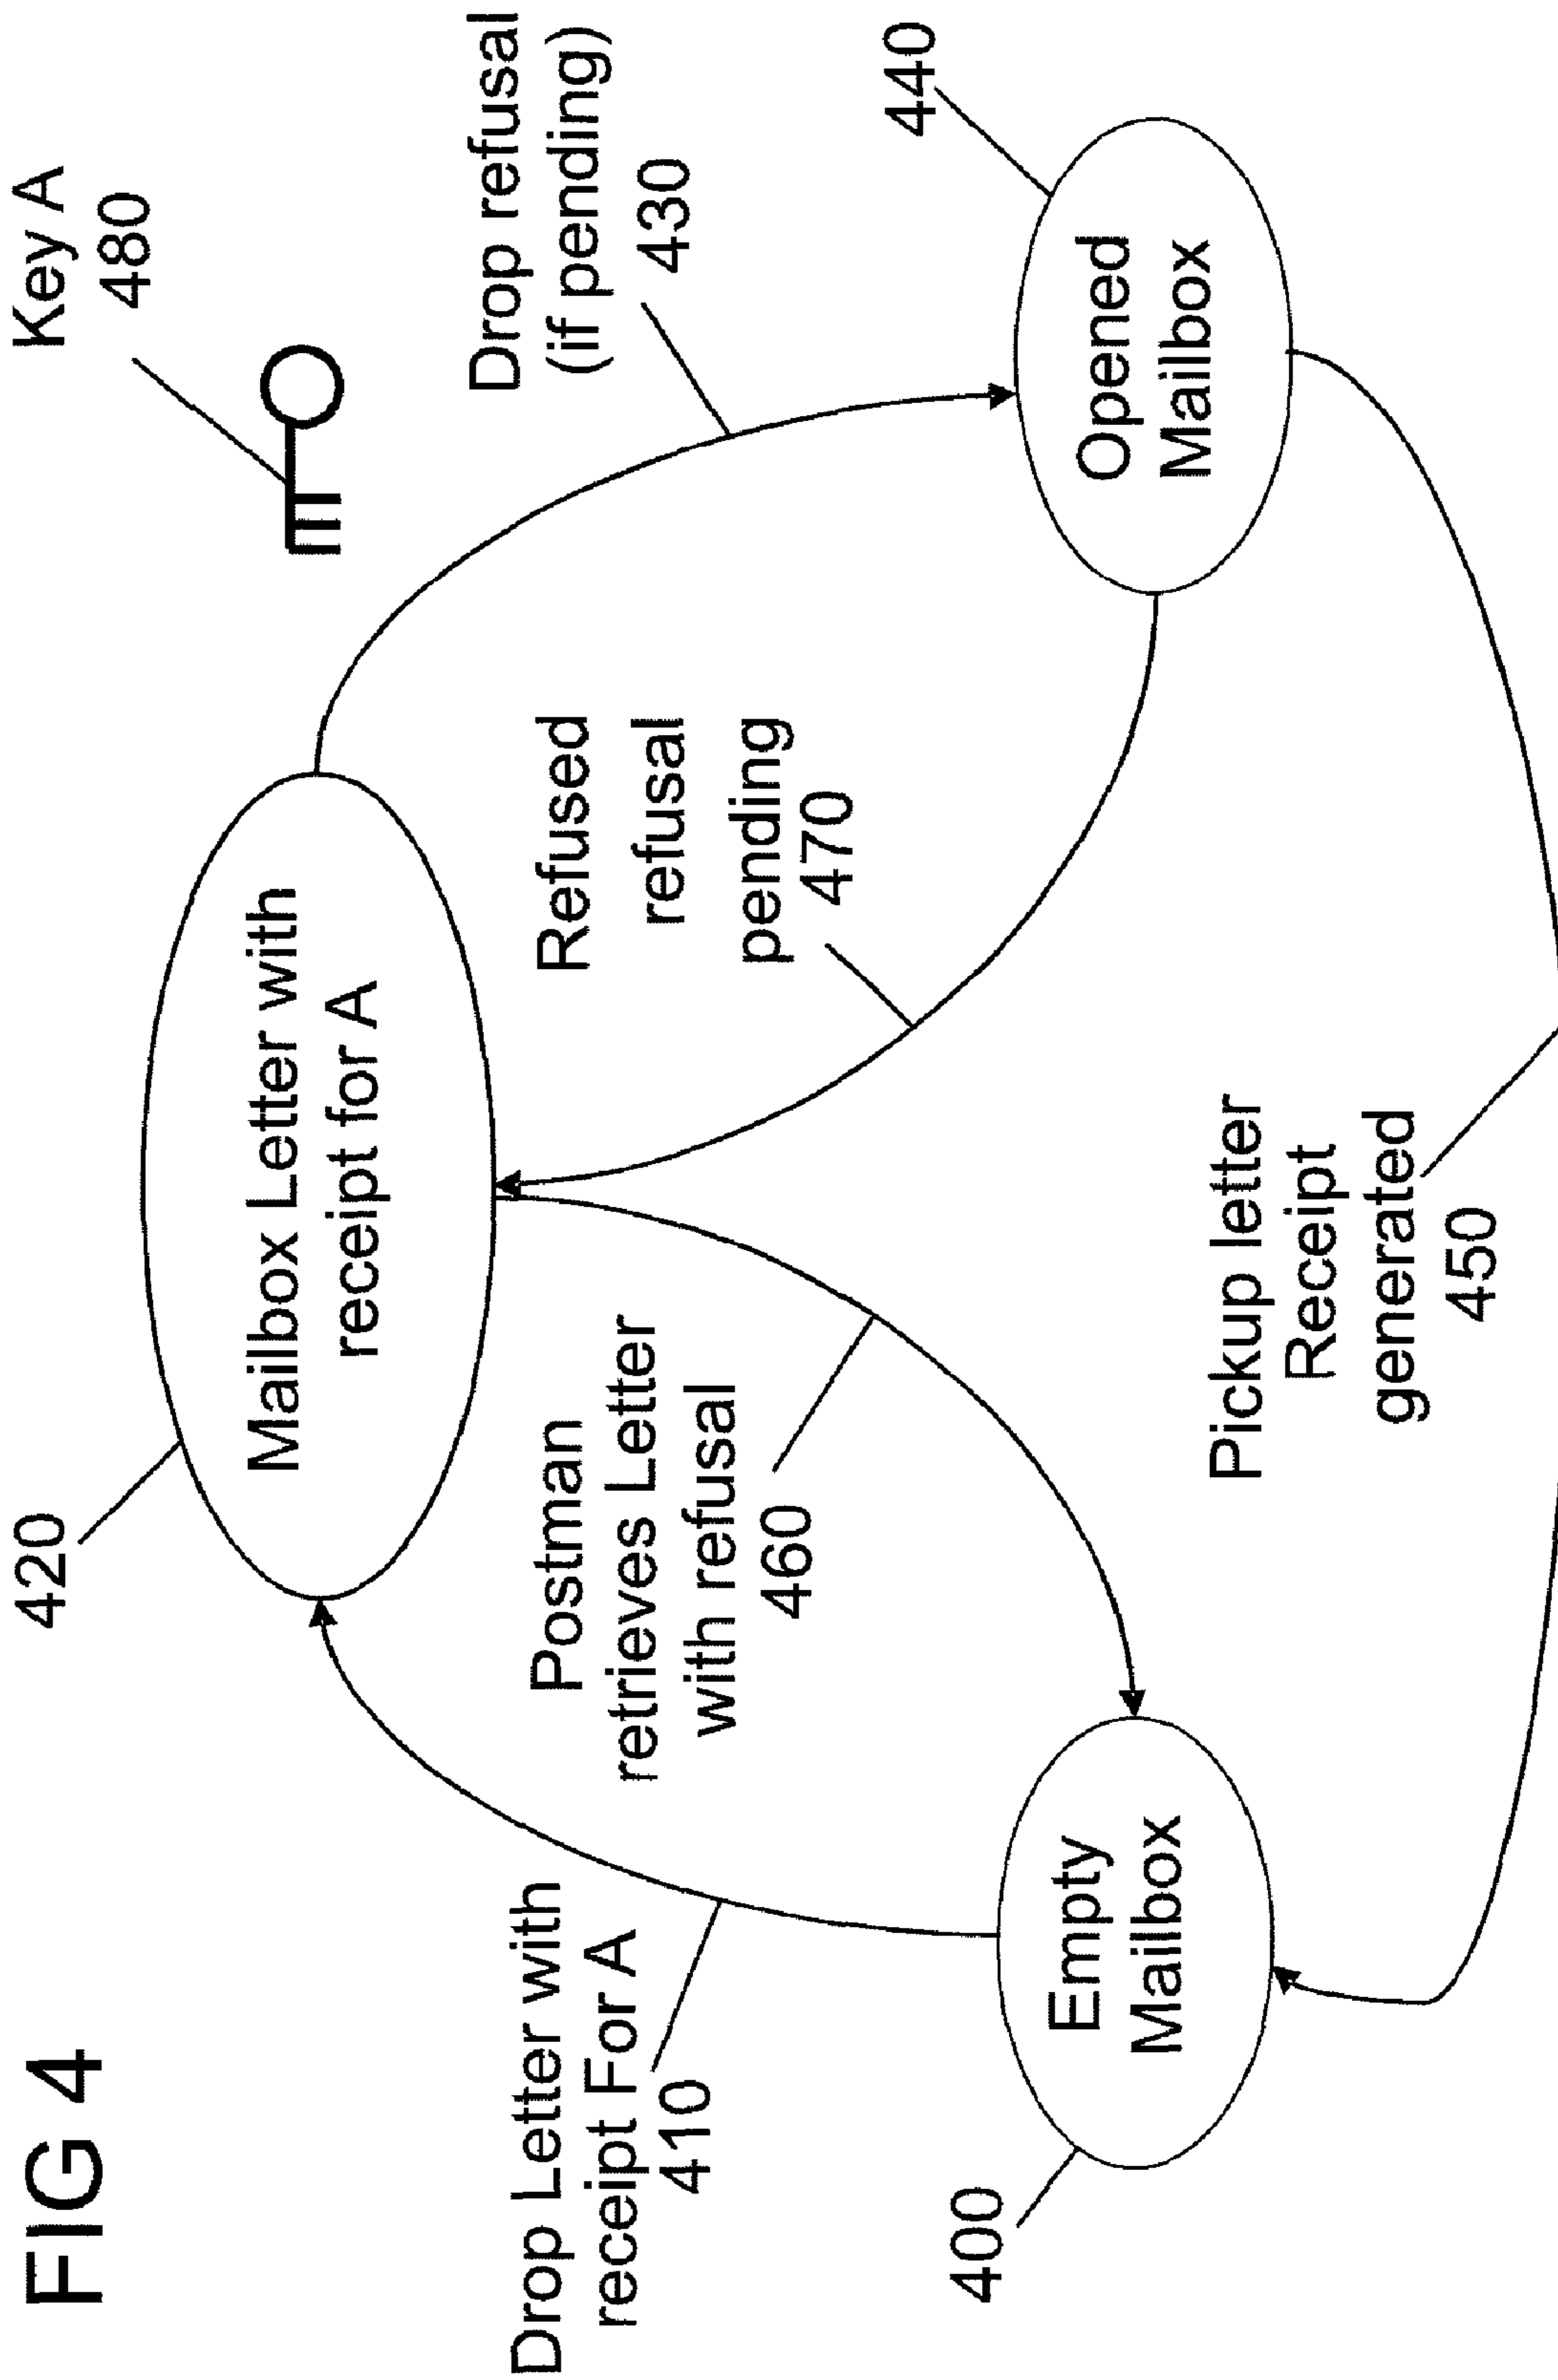 FIG 4
Key A
480
420
Mailbox Letter with
receipt for A
Drop refusal
(if pending)
430
Drop Letter with
receipt For A
410
Postman
retrieves Letter
with refusal
460
Refused
refusal
pending
470
440
400
Empty
Mailbox
Opened
Mailbox
Pickup letter
Receipt
generated
450